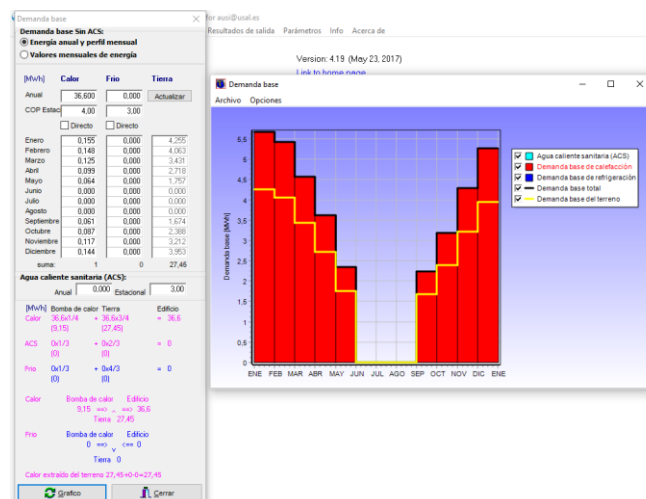 Demanda base
for ausi@usal.es
Demanda base Sin ACS:
Energía anual y perfil mensual
Valores mensuales de energía
Resultados de salida Parámetros Info Acerca de
Version: 4.19 (May 23, 2017)
Link to home page
[MWh] Calor Frio Tierra
Anual 36,600 0,000 Actualizar
COP Estac 4,00 3,00
Directo Directo
Enero 0,155 0,000 4,255
Febrero 0,148 0,000 4,063
Marzo 0,125 0,000 3,431
Abril 0,099 0,000 2,718
Mayo 0,064 0,000 1,757
Junio 0,000 0,000 0,000
Julio 0,000 0,000 0,000
Agosto 0,000 0,000 0,000
Septiembre 0,061 0,000 1,674
Octubre 0,087 0,000 2,388
Noviembre 0,117 0,000 3,212
Diciembre 0,144 0,000 3,953
suma: 1 0 27,45
Agua caliente sanitaria (ACS):
Anual 0,000 Estacional 3,00
[MWh] Bomba de calor Tierra Edificio
Calor 36,6x1/4 + 36,6x3/4 = 36,6
(9,15) (27,45)
ACS 0x1/3 + 0x2/3 = 0
(0) (0)
Frio 0x1/3 + 0x4/3 = 0
(0) (0)
Calor Bomba de calor Edificio
9,15 ==> ^ ==> 36,6
Tierra 27,45
Frio Bomba de calor Edificio
0 ==> v <== 0
Tierra 0
Calor extraído del terreno 27,45+0-0=27,45
Grafico Cerrar
Demanda base
Archivo Opciones
Demanda base [MWh]
5,5
5
4,5
4
3,5
3
2,5
2
1,5
1
0,5
0
ENE FEB MAR ABR MAY JUN JUL AGO SEP OCT NOV DIC ENE
Agua caliente sanitaria (ACS)
Demanda base de calefacción
Demanda base de refrigeración
Demanda base total
Demanda base del terreno